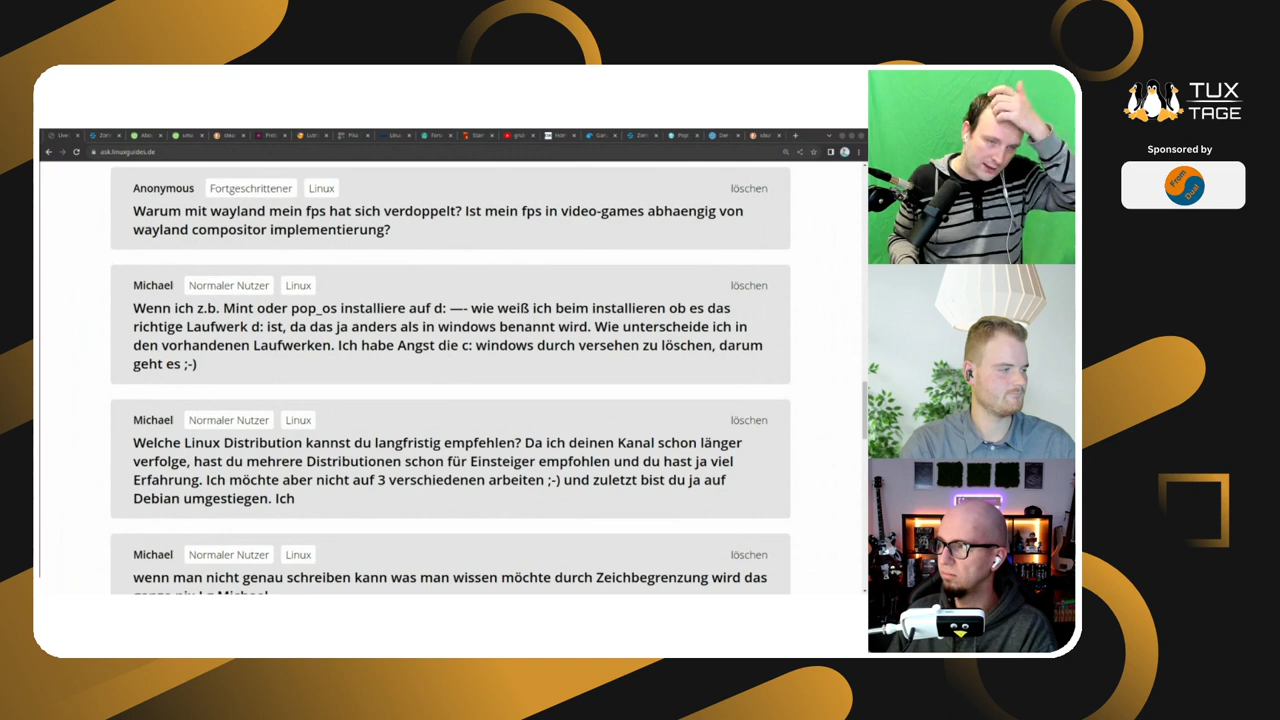 ask.linuxguides.de
Anonymous Fortgeschrittener Linux löschen
Warum mit wayland mein fps hat sich verdoppelt? Ist mein fps in video-games abhaengig von
wayland compositor implementierung?
Michael Normaler Nutzer Linux löschen
Wenn ich z.b. Mint oder pop_os installiere auf d: —- wie weiß ich beim installieren ob es das
richtige Laufwerk d: ist, da das ja anders als in windows benannt wird. Wie unterscheide ich in
den vorhandenen Laufwerken. Ich habe Angst die c: windows durch versehen zu löschen, darum
geht es ;-)
Michael Normaler Nutzer Linux löschen
Welche Linux Distribution kannst du langfristig empfehlen? Da ich deinen Kanal schon länger
verfolge, hast du mehrere Distributionen schon für Einsteiger empfohlen und du hast ja viel
Erfahrung. Ich möchte aber nicht auf 3 verschiedenen arbeiten ;-) und zuletzt bist du ja auf
Debian umgestiegen. Ich
Michael Normaler Nutzer Linux löschen
wenn man nicht genau schreiben kann was man wissen möchte durch Zeichbegrenzung wird das
TUX
TAGE
Sponsored by
From
Dual